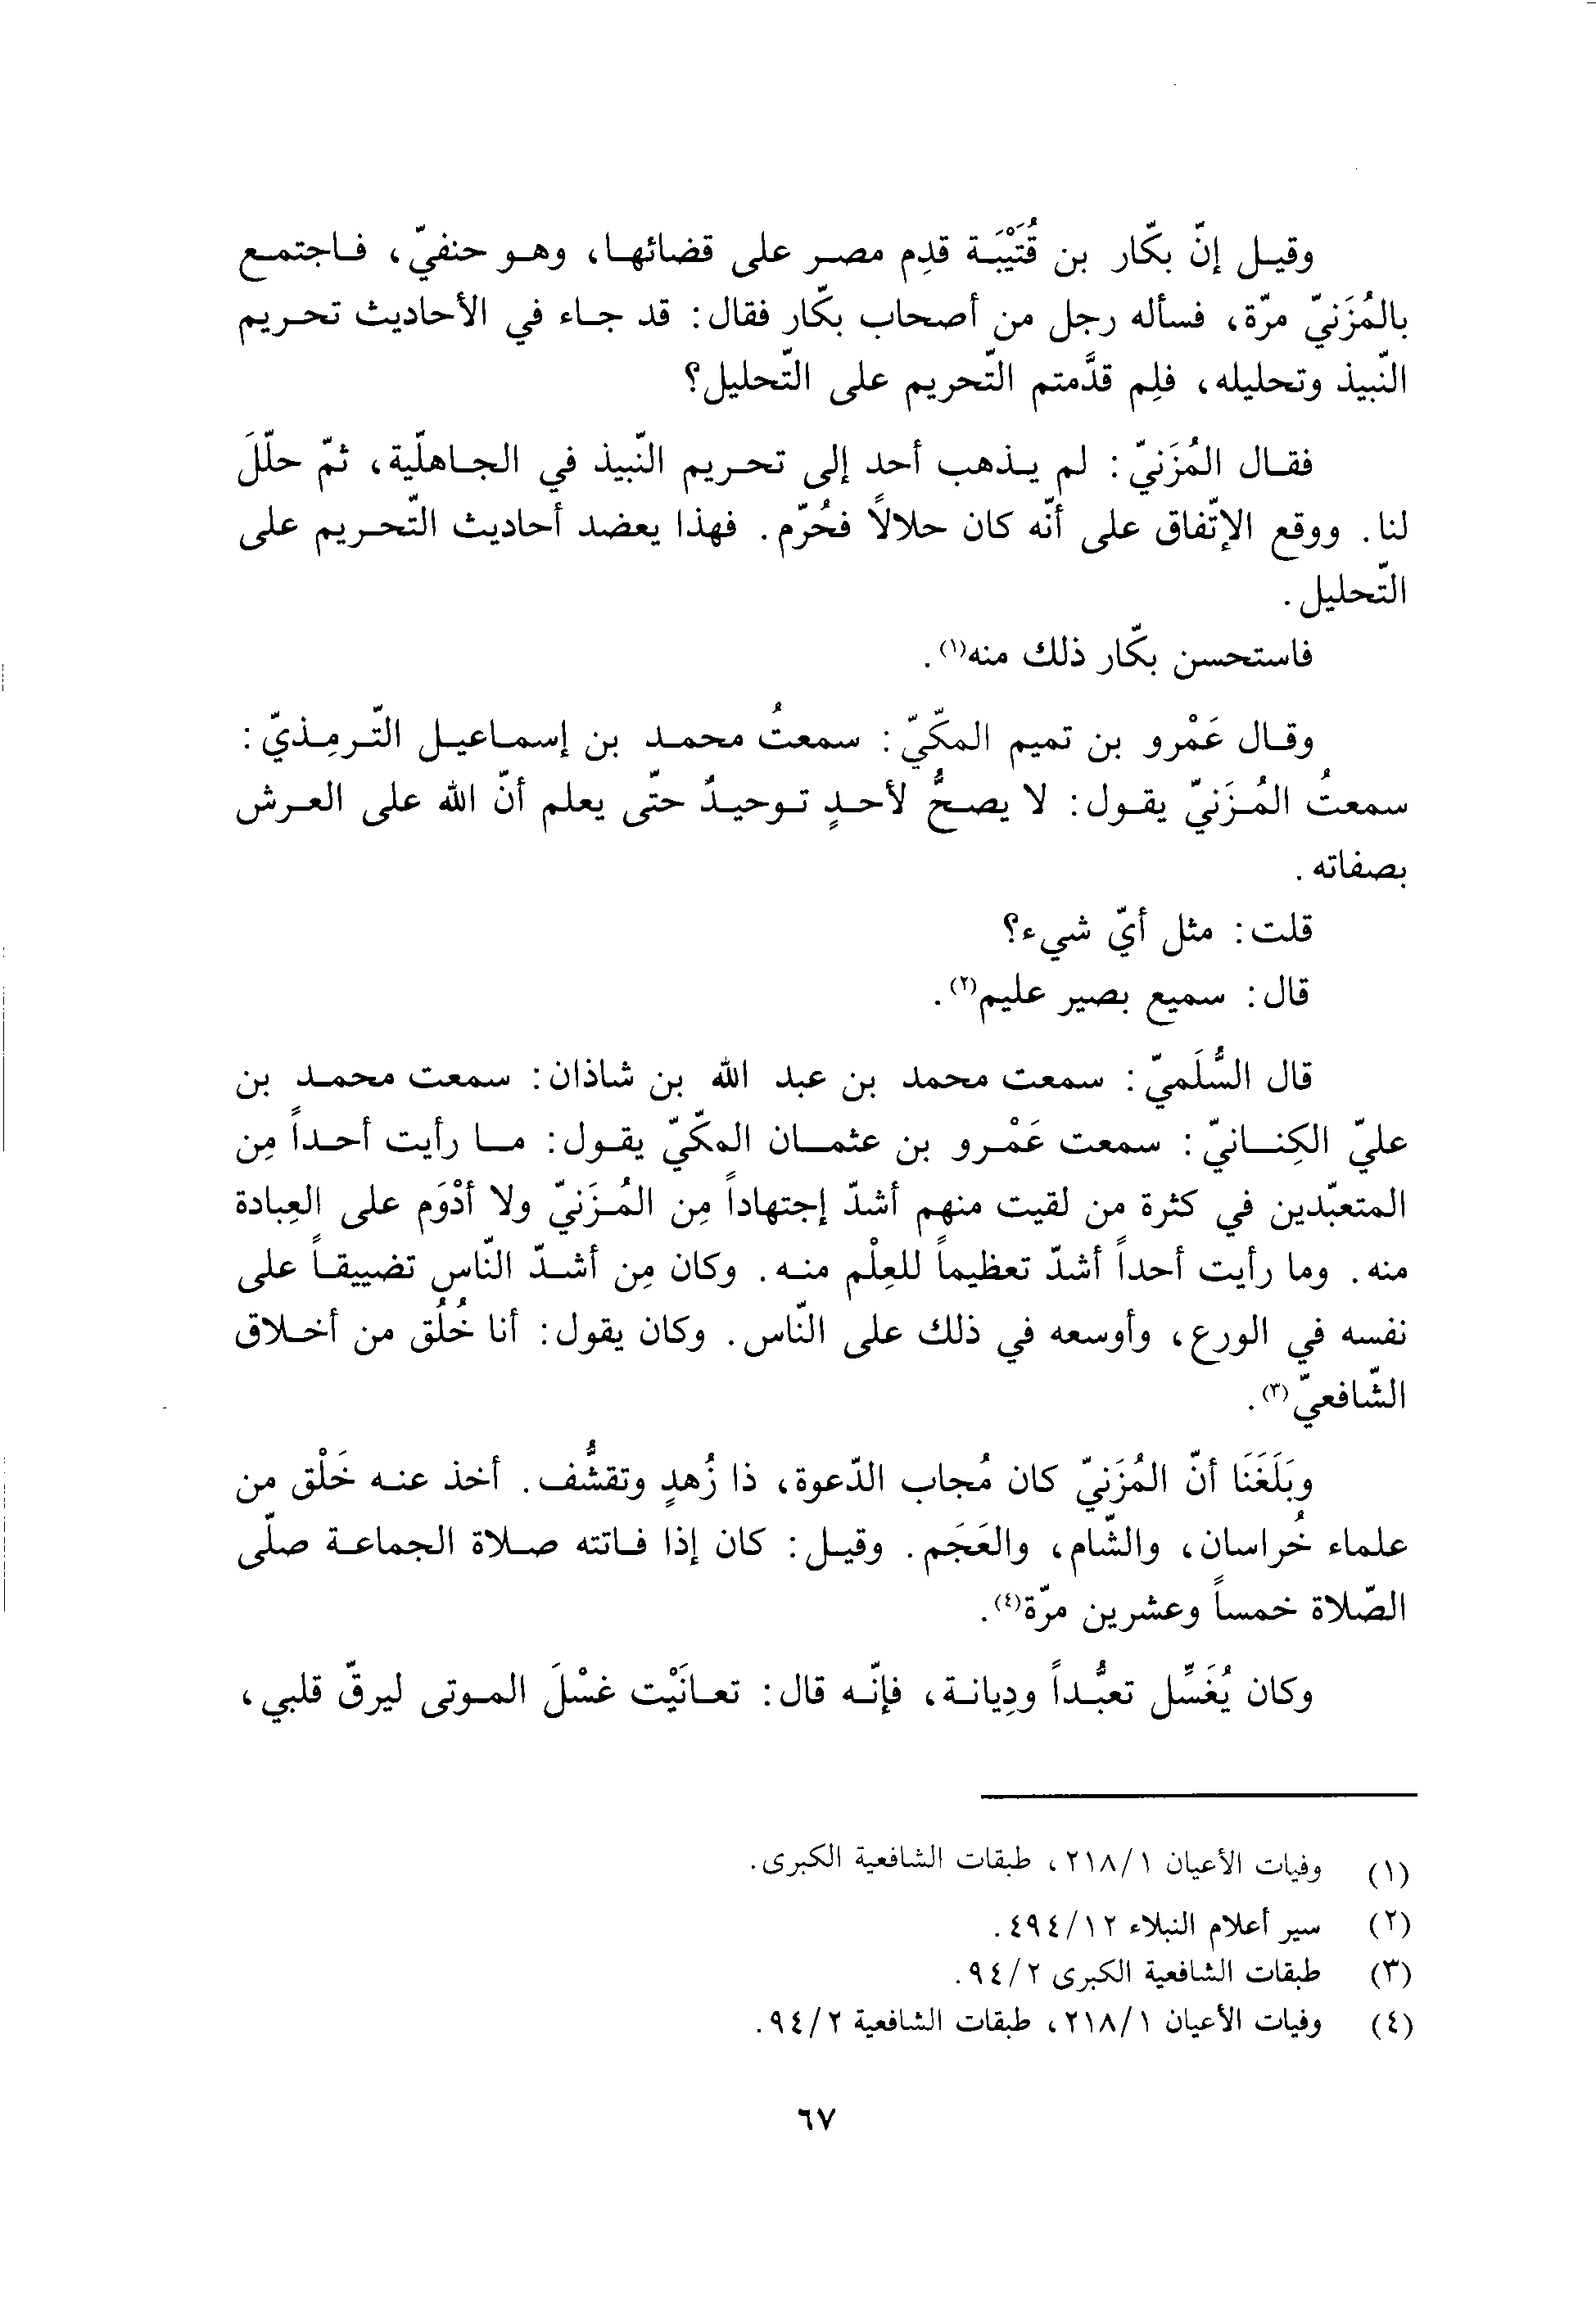 وقيل إنّ بكّار بن قُتَيْبَة قدِم مصر على قضائها، وهو حنفيّ، فاجتمع
بالمُزَنيّ مرّة، فسأله رجل من أصحاب بكّار فقال: قد جاء في الأحاديث تحريم
النّبيذ وتحليله، فلِم قدَّمتم التّحريم على التّحليل؟
فقال المُزَنيّ: لم يذهب أحد إلى تحريم النّبيذ في الجاهلّية، ثمّ حلّلَ
لنا. ووقع الإتّفاق على أنّه كان حلالاً فحُرّم. فهذا يعضد أحاديث التّحريم على
التّحليل.
فاستحسن بكّار ذلك منه(١).
وقال عَمْرو بن تميم المكّيّ: سمعتُ محمد بن إسماعيل التّرمِذيّ:
سمعتُ المُزَنيّ يقول: لا يصحُّ لأحدٍ توحيدٌ حتّى يعلم أنّ الله على العرش
بصفاته.
قلت: مثل أيّ شيء؟
قال: سميع بصير عليم(٢).
قال السُّلَميّ: سمعت محمد بن عبد الله بن شاذان: سمعت محمد بن
عليّ الكِنانيّ: سمعت عَمْرو بن عثمان المكّيّ يقول: ما رأيت أحداً مِن
المتعبّدين في كثرة من لقيت منهم أشدّ إجتهاداً مِن المُزَنيّ ولا أدْوَم على العِبادة
منه. وما رأيت أحداً أشدّ تعظيماً للعِلْم منه. وكان مِن أشدّ النّاس تضييقاً على
نفسه في الورع، وأوسعه في ذلك على النّاس. وكان يقول: أنا خُلُق من أخلاق
الشّافعيّ(٣).
وبَلَغَنَا أنّ المُزَنيّ كان مُجاب الدّعوة، ذا زُهدٍ وتقشُّف. أخذ عنه خَلْق من
علماء خُراسان، والشّام، والعَجَم. وقيل: كان إذا فاتته صلاة الجماعة صلّى
الصّلاة خمساً وعشرين مرّة(٤).
وكان يُغَسِّل تعبُّداً ودِيانة، فإنّه قال: تعانَيْت غسْلَ الموتى ليرقّ قلبي،
(١) وفيات الأعيان ٢١٨/١، طبقات الشافعية الكبرى.
(٢) سير أعلام النبلاء ٤٩٤/١٢.
(٣) طبقات الشافعية الكبرى ٩٤/٢.
(٤) وفيات الأعيان ٢١٨/١، طبقات الشافعية ٩٤/٢.
٦٧